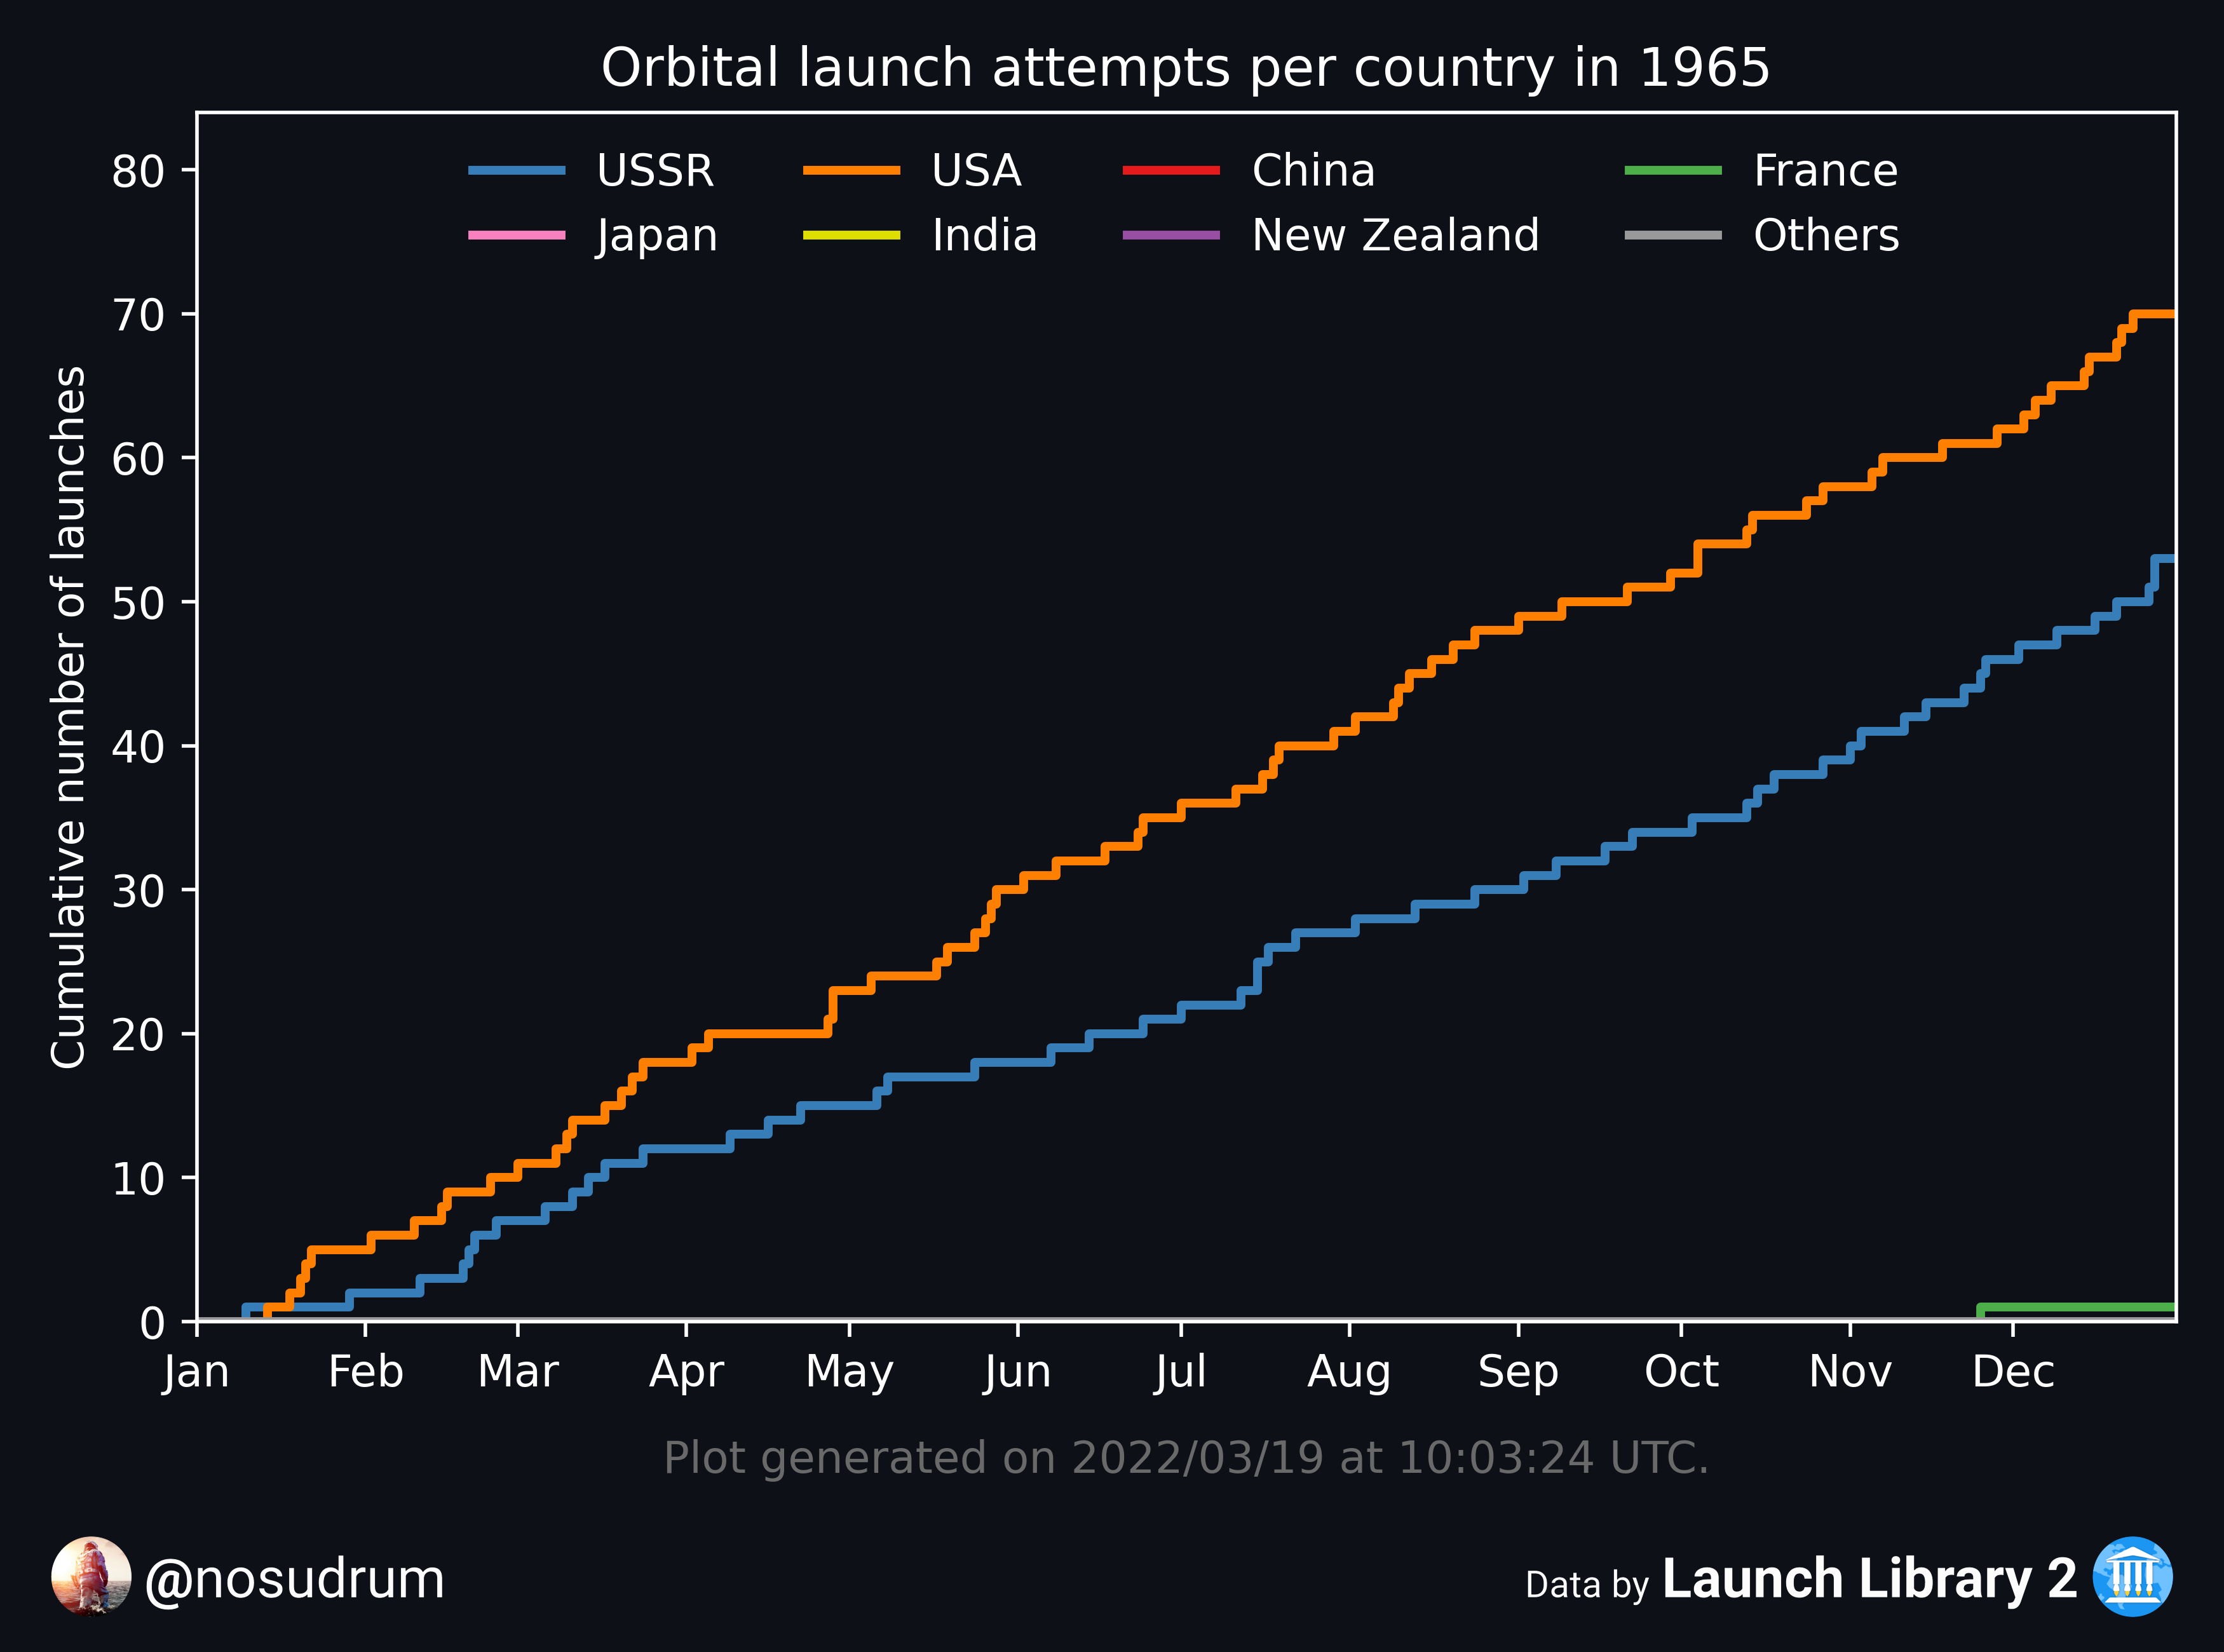 Orbital launch attempts per country in 1965
USSR USA China France
Japan India New Zealand Others
80
70
60
50
40
30
20
10
0
Cumulative number of launches
Jan Feb Mar Apr May Jun Jul Aug Sep Oct Nov Dec
Plot generated on 2022/03/19 at 10:03:24 UTC.
@nosudrum
Data by Launch Library 2